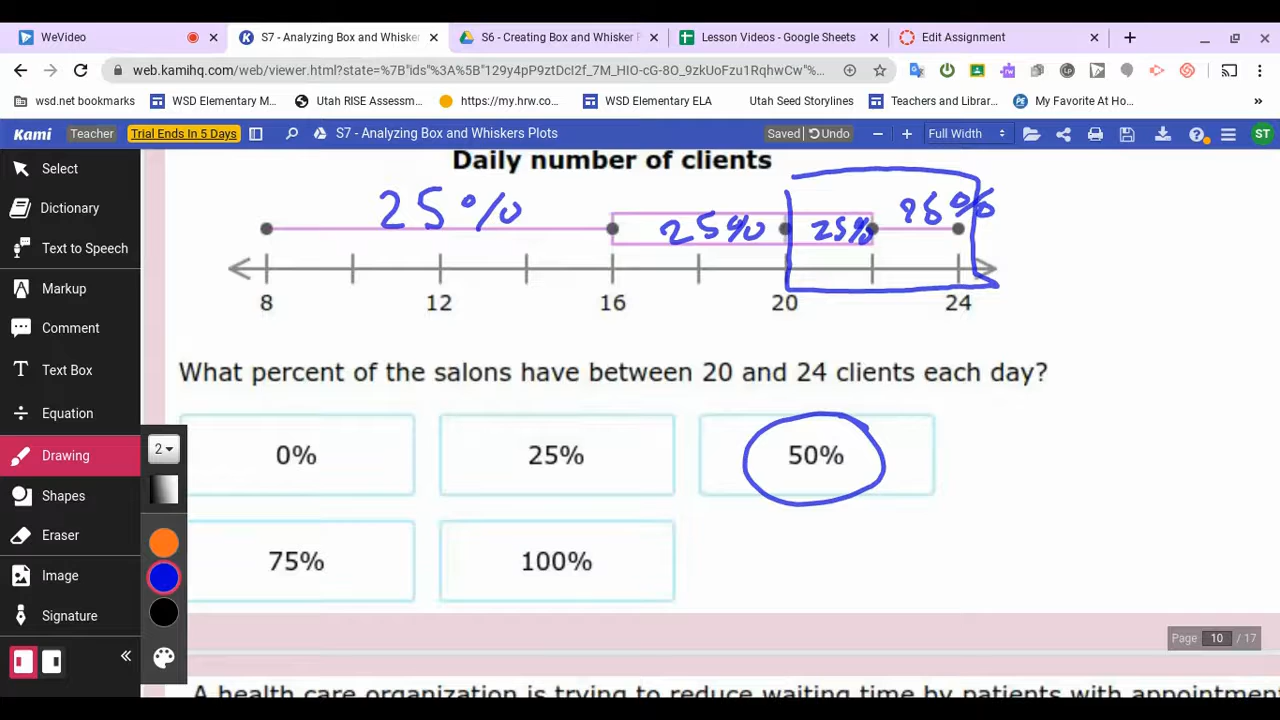 WeVideo
S7 - Analyzing Box and Whisker
S6 - Creating Box and Whisker P
Lesson Videos - Google Sheets
Edit Assignment
web.kamihq.com/web/viewer.html?state=%7B"ids"%3A%5B"129y4pP9ztDcI2f_7M_HIO-cG-8O_9zkUoFzu1RqhwCw"%...
wsd.net bookmarks
WSD Elementary M...
Utah RISE Assessm...
https://my.hrw.co...
WSD Elementary ELA
Utah Seed Storylines
Teachers and Librar...
My Favorite At Ho...
Kami
Teacher
Trial Ends In 5 Days
S7 - Analyzing Box and Whiskers Plots
Saved
Undo
Full Width
ST
Select
Dictionary
Text to Speech
Markup
Comment
Text Box
Equation
Drawing
Shapes
Eraser
Image
Signature
2
Daily number of clients
25%
25%
25%
8 12 16 20 24
What percent of the salons have between 20 and 24 clients each day?
0% 25% 50%
75% 100%
Page 10 / 17
A health care organization is trying to reduce waiting time by patients with appointment